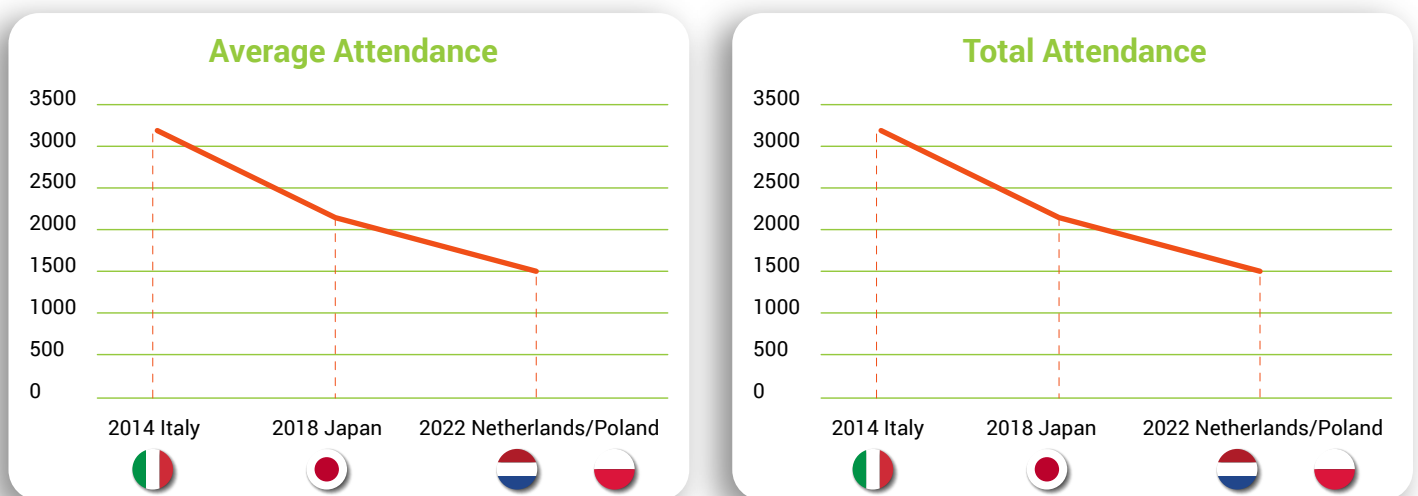 Average Attendance
3500
3000
2500
2000
1500
1000
500
0
2014 Italy
2018 Japan
2022 Netherlands/Poland
Total Attendance
3500
3000
2500
2000
1500
1000
500
0
2014 Italy
2018 Japan
2022 Netherlands/Poland